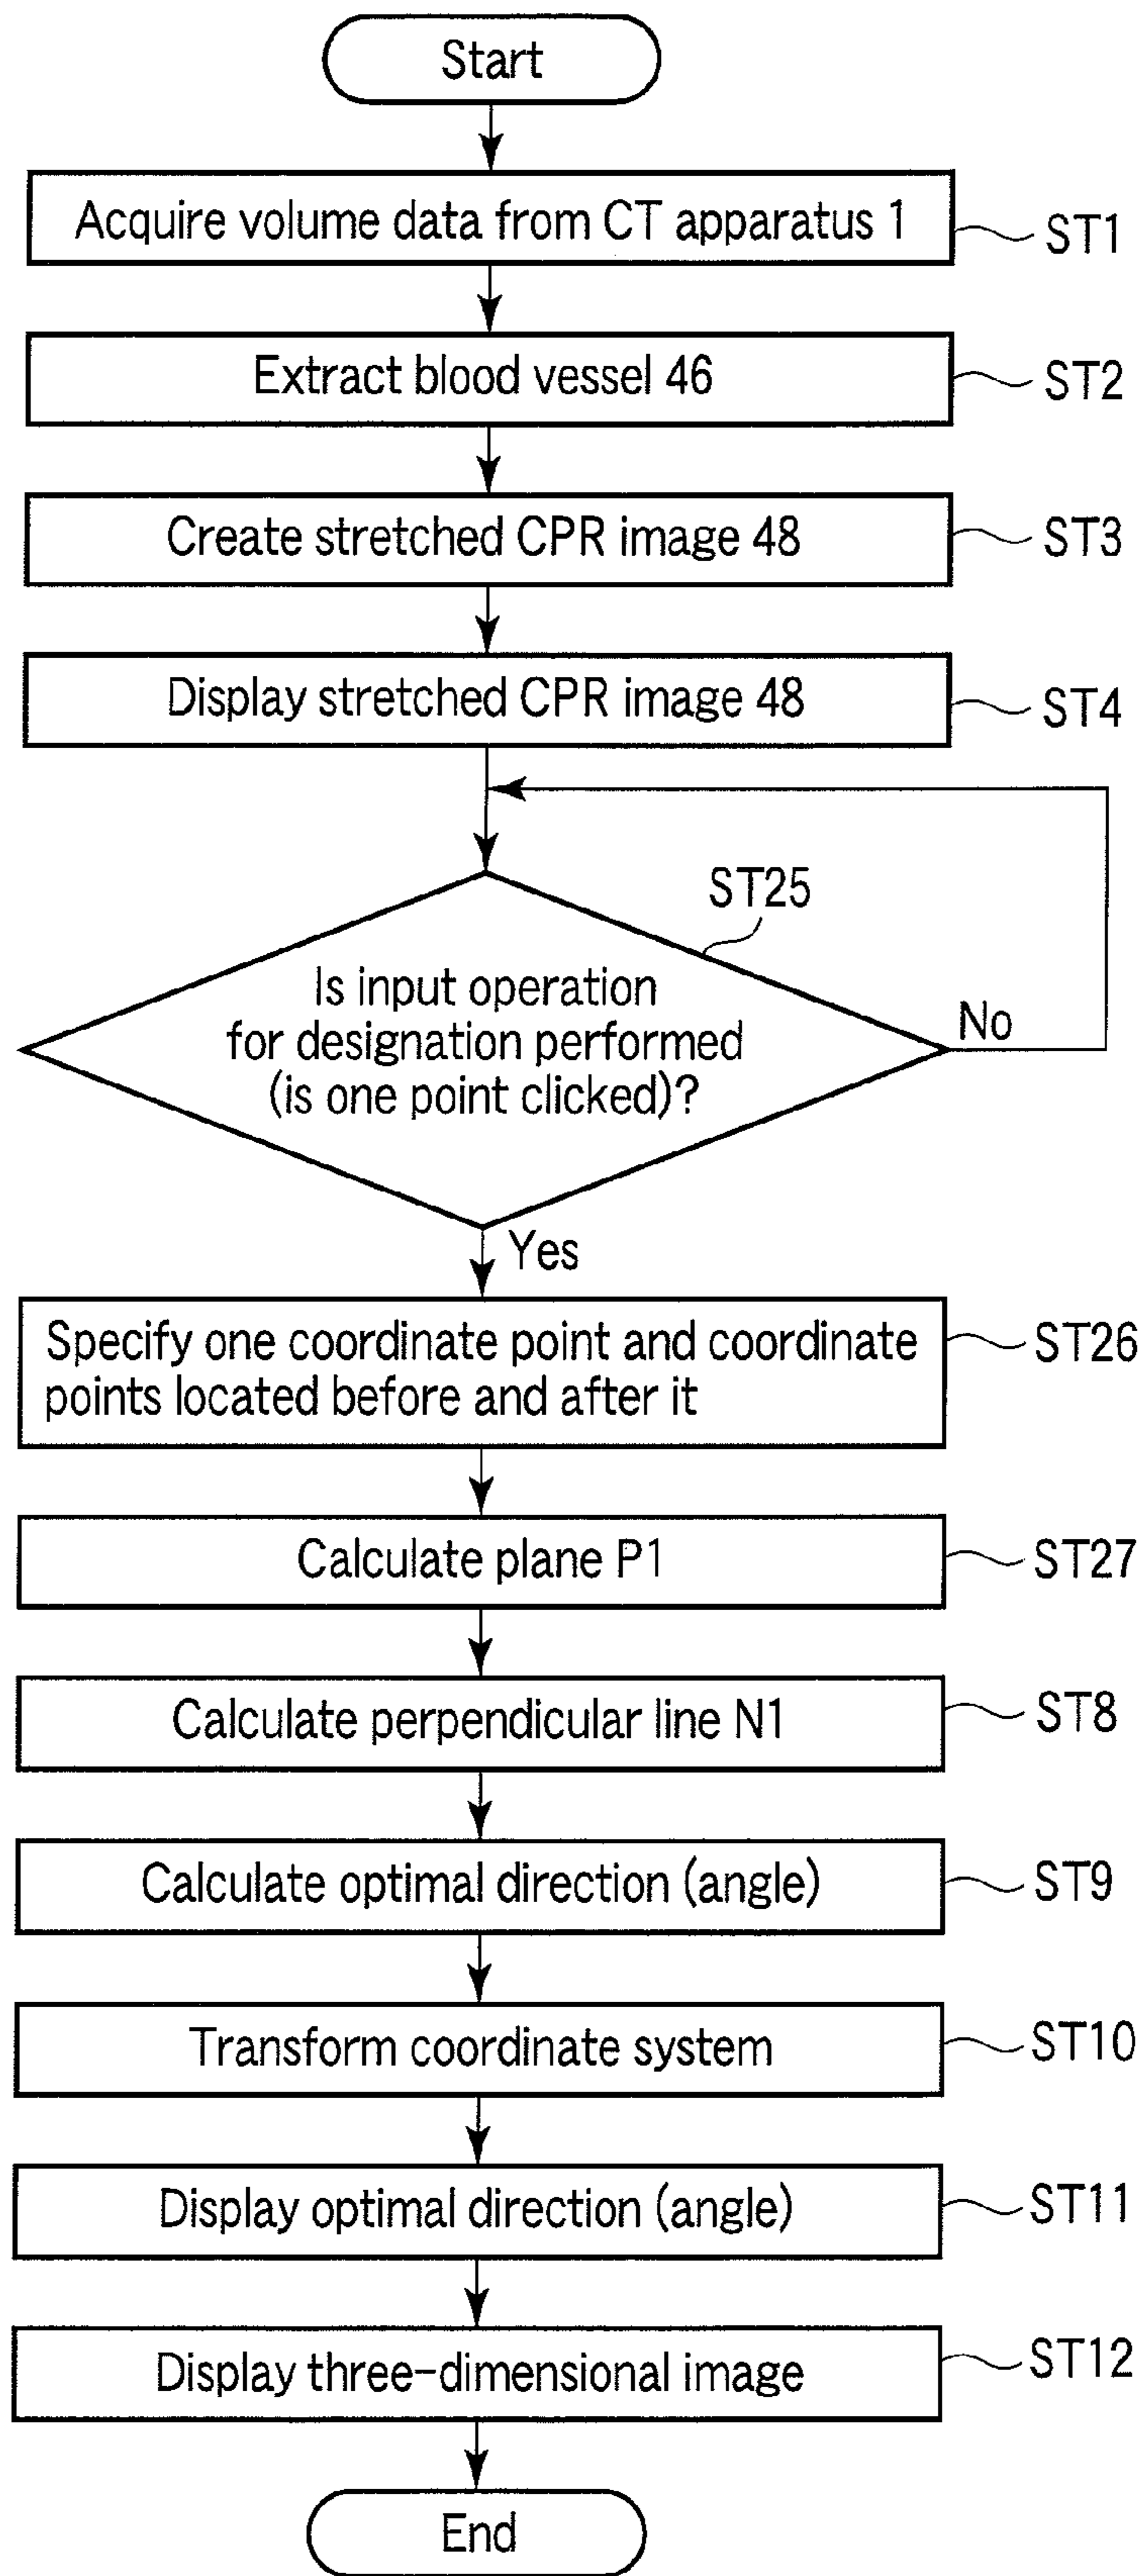 Start
Acquire volume data from CT apparatus 1
ST1
Extract blood vessel 46
ST2
Create stretched CPR image 48
ST3
Display stretched CPR image 48
ST4
ST25
Is input operation
for designation performed
(is one point clicked)?
No
Yes
Specify one coordinate point and coordinate
points located before and after it
ST26
Calculate plane P1
ST27
Calculate perpendicular line N1
ST8
Calculate optimal direction (angle)
ST9
Transform coordinate system
ST10
Display optimal direction (angle)
ST11
Display three-dimensional image
ST12
End